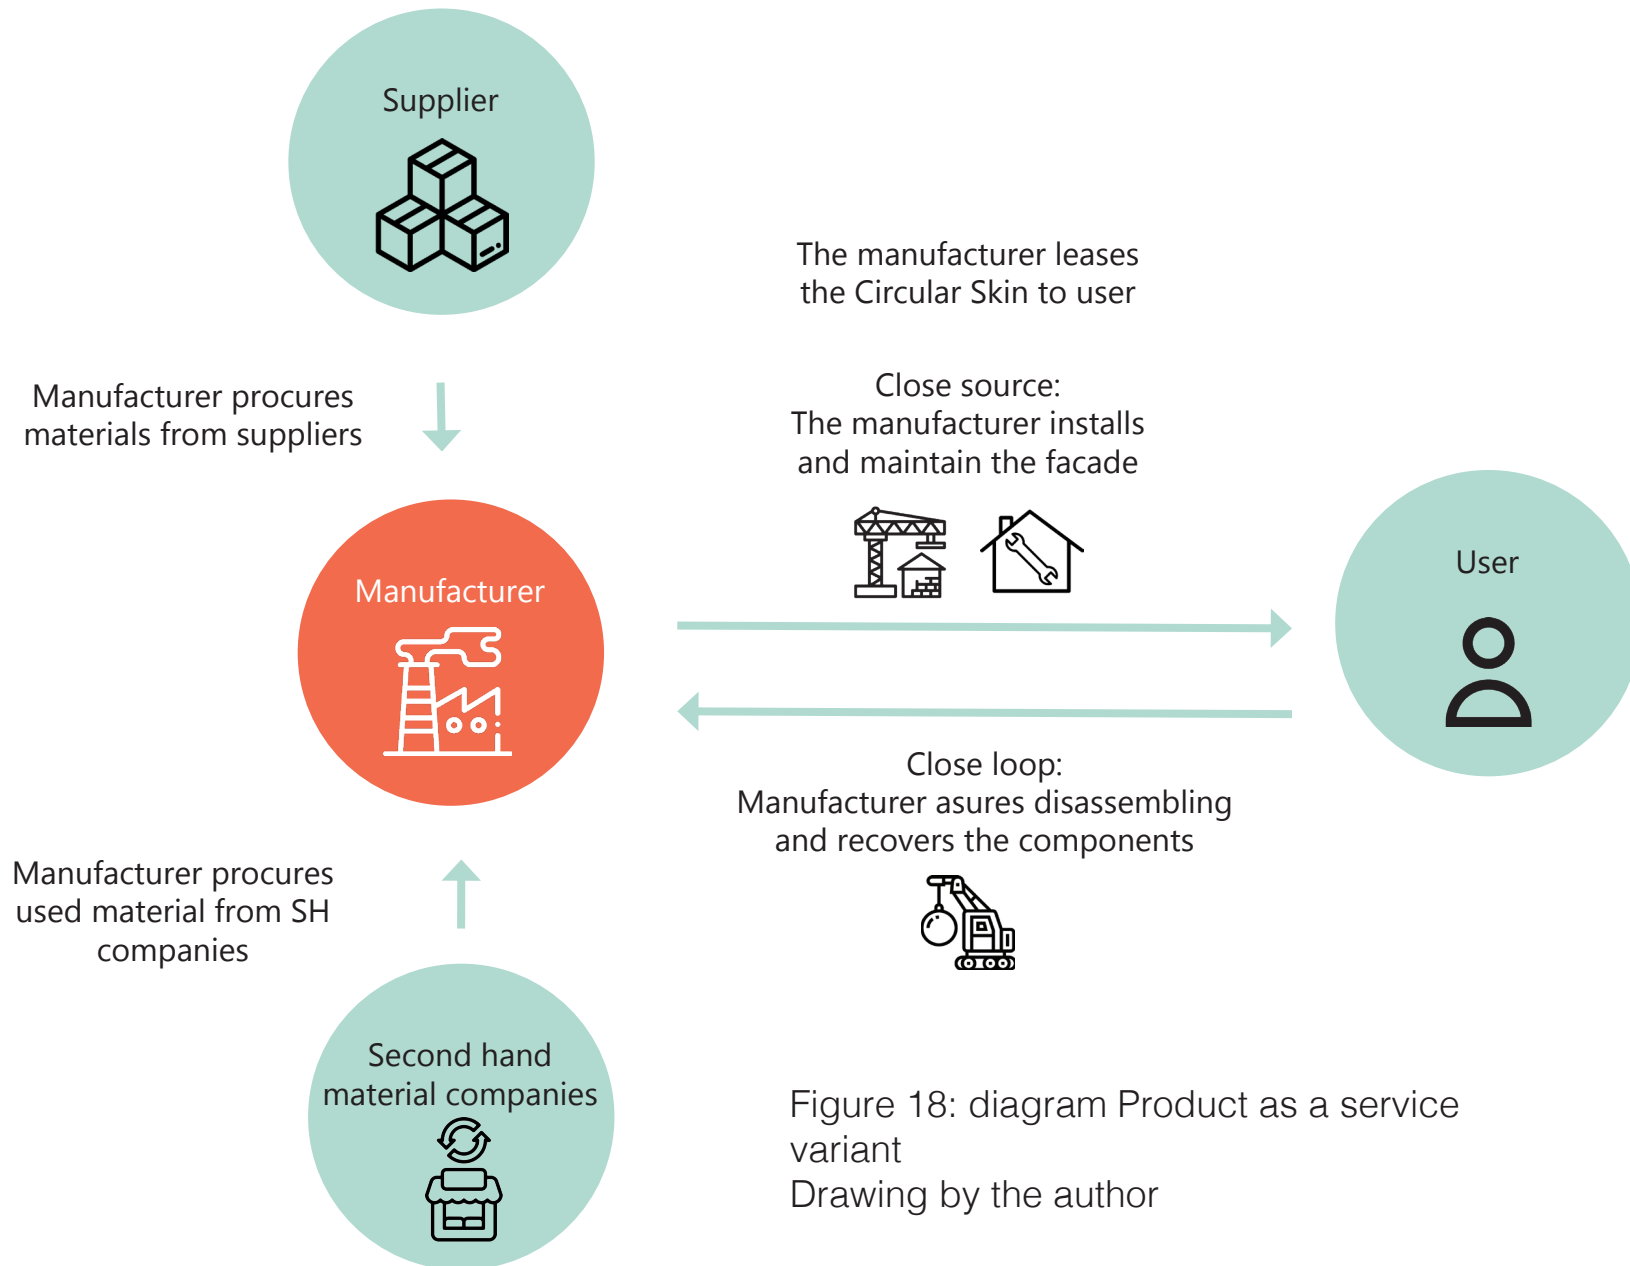 Supplier
The manufacturer leases
the Circular Skin to user
Manufacturer procures
materials from suppliers
Close source:
The manufacturer installs
and maintain the facade
Manufacturer
User
Close loop:
Manufacturer asures disassembling
and recovers the components
Manufacturer procures
used material from SH
companies
Second hand
material companies
Figure 18: diagram Product as a service
variant
Drawing by the author